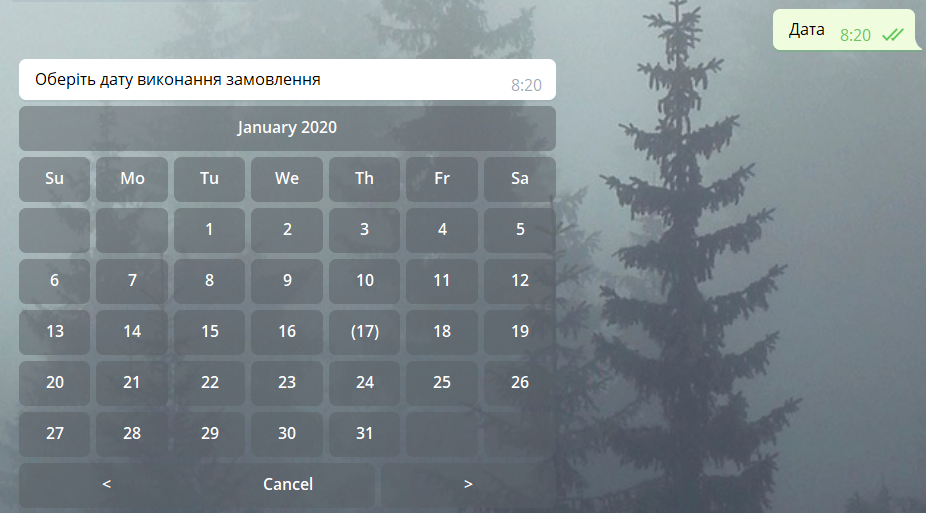 Дата 8:20
Оберіть дату виконання замовлення 8:20
January 2020
Su Mo Tu We Th Fr Sa
1 2 3 4 5
6 7 8 9 10 11 12
13 14 15 16 (17) 18 19
20 21 22 23 24 25 26
27 28 29 30 31
< Cancel >